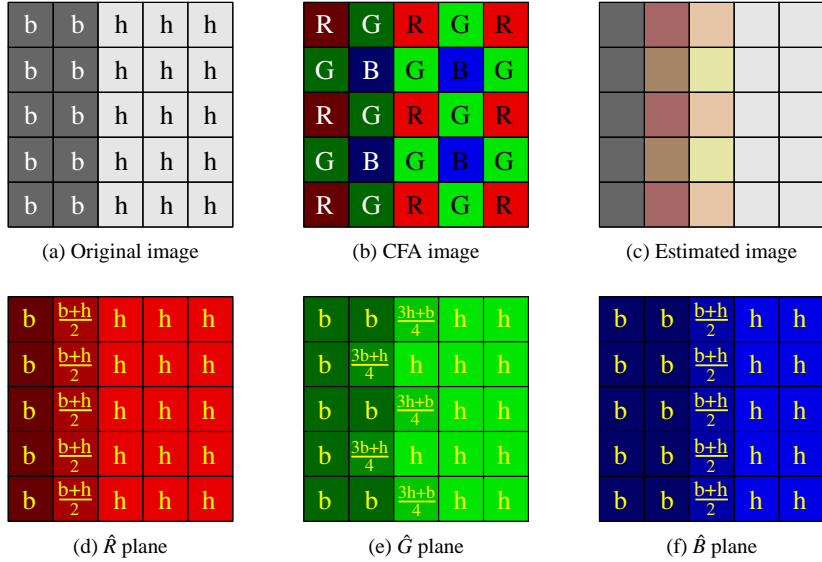 b b h h h
b b h h h
b b h h h
b b h h h
b b h h h
(a) Original image
R G R G R
G B G B G
R G R G R
G B G B G
R G R G R
(b) CFA image
(c) Estimated image
b b+h/2 h h h
b b+h/2 h h h
b b+h/2 h h h
b b+h/2 h h h
b b+h/2 h h h
(d) R̂ plane
b b 3h+b/4 h h
b 3b+h/4 h h h
b b 3h+b/4 h h
b 3b+h/4 h h h
b b 3h+b/4 h h
(e) Ĝ plane
b b b+h/2 h h
b b b+h/2 h h
b b b+h/2 h h
b b b+h/2 h h
b b b+h/2 h h
(f) B̂ plane